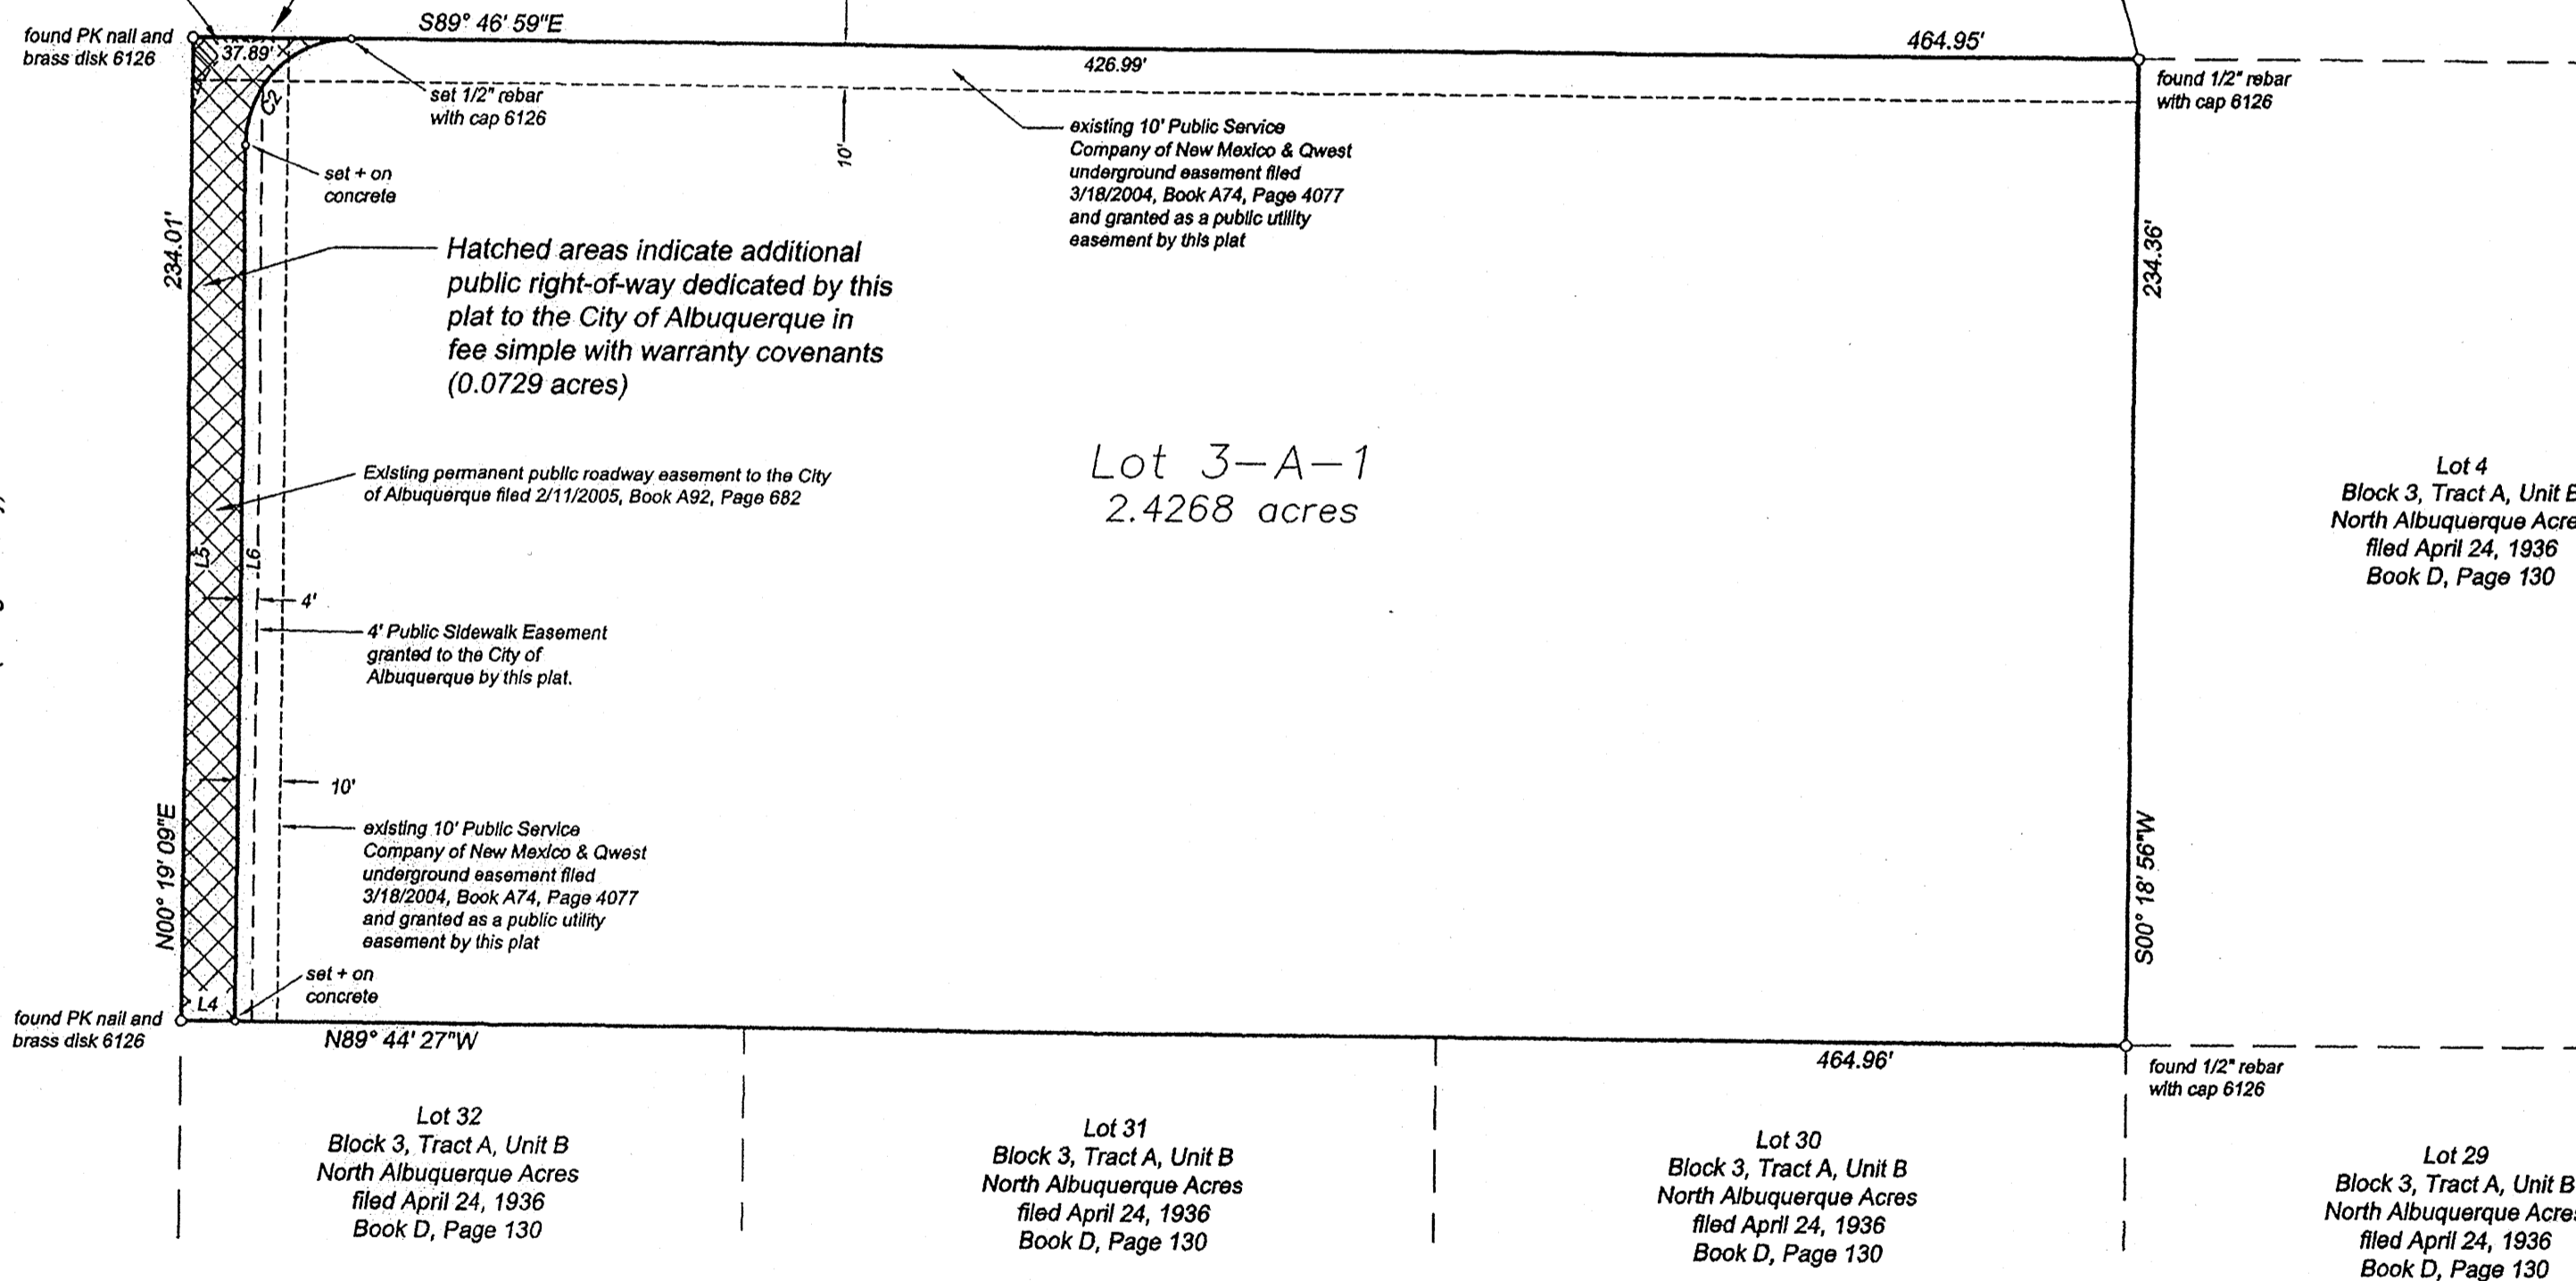 S89° 46' 59"E
464.95'
found PK nail and
brass disk 6126
37.89'
426.99'
set 1/2" rebar
with cap 6126
C2
10'
found 1/2" rebar
with cap 6126
existing 10' Public Service
Company of New Mexico & Qwest
underground easement filed
3/18/2004, Book A74, Page 4077
and granted as a public utility
easement by this plat
set + on
concrete
234.01'
234.36'
Hatched areas indicate additional
public right-of-way dedicated by this
plat to the City of Albuquerque in
fee simple with warranty covenants
(0.0729 acres)
Lot 3-A-1
2.4268 acres
Existing permanent public roadway easement to the City
of Albuquerque filed 2/11/2005, Book A92, Page 682
Lot 4
Block 3, Tract A, Unit B
North Albuquerque Acre
filed April 24, 1936
Book D, Page 130
L5
L6
4'
4' Public Sidewalk Easement
granted to the City of
Albuquerque by this plat.
10'
existing 10' Public Service
Company of New Mexico & Qwest
underground easement filed
3/18/2004, Book A74, Page 4077
and granted as a public utility
easement by this plat
N00° 19' 09"E
S00° 18' 56"W
set + on
concrete
L4
found PK nail and
brass disk 6126
N89° 44' 27"W
464.96'
found 1/2" rebar
with cap 6126
Lot 32
Block 3, Tract A, Unit B
North Albuquerque Acres
filed April 24, 1936
Book D, Page 130
Lot 31
Block 3, Tract A, Unit B
North Albuquerque Acres
filed April 24, 1936
Book D, Page 130
Lot 30
Block 3, Tract A, Unit B
North Albuquerque Acres
filed April 24, 1936
Book D, Page 130
Lot 29
Block 3, Tract A, Unit B
North Albuquerque Acres
filed April 24, 1936
Book D, Page 130